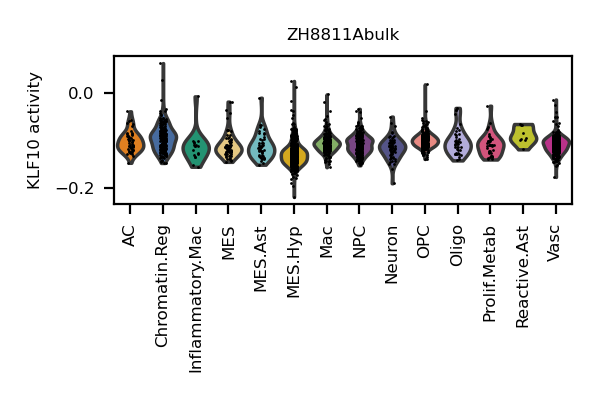 ZH8811Abulk
KLF10 activity
0.0
−0.2
AC
Chromatin.Reg
Inflammatory.Mac
MES
MES.Ast
MES.Hyp
Mac
NPC
Neuron
OPC
Oligo
Prolif.Metab
Reactive.Ast
Vasc